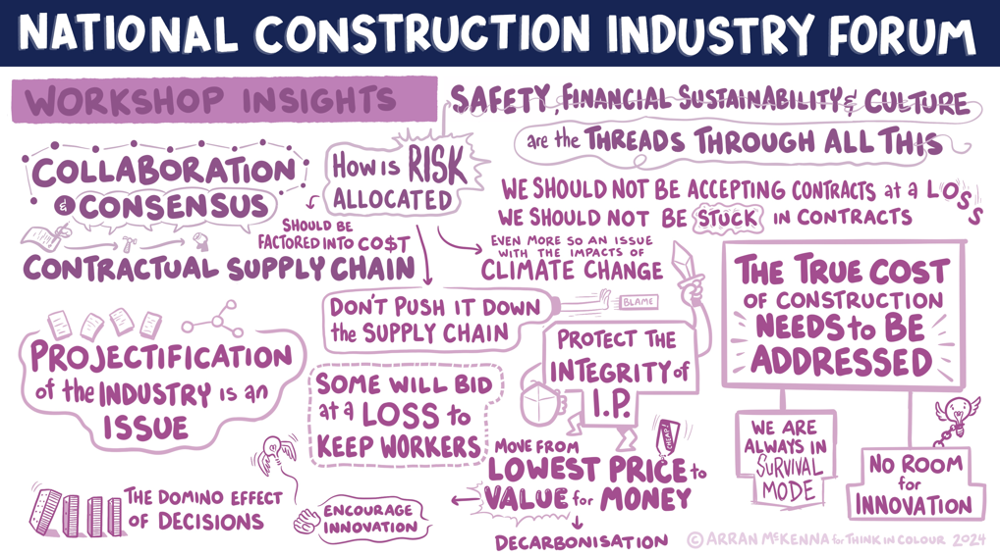 NATIONAL CONSTRUCTION INDUSTRY FORUM
WORKSHOP INSIGHTS
SAFETY, FINANCIAL SUSTAINABILITY & CULTURE
are the THREADS THROUGH ALL THIS
COLLABORATION
& CONSENSUS
HOW IS RISK
ALLOCATED
WE SHOULD NOT BE ACCEPTING CONTRACTS at a LOSS
WE SHOULD NOT BE STUCK IN CONTRACTS
SHOULD BE
FACTORED INTO CO$T
CONTRACTUAL SUPPLY CHAIN
EVEN MORE SO AN ISSUE
WITH THE IMPACTS OF
CLIMATE CHANGE
THE TRUE COST
OF CONSTRUCTION
NEEDS to BE
ADDRESSED
DON'T PUSH IT DOWN
the SUPPLY CHAIN
BLAME
PROJECTIFICATION
of the INDUSTRY IS an
ISSUE
PROTECT THE
INTEGRITY of
I.P.
SOME WILL BID
at a LOSS to
KEEP WORKERS
WE ARE
ALWAYS IN
SURVIVAL
MODE
NO ROOM
for
INNOVATION
MOVE FROM
LOWEST PRICE to
VALUE for MONEY
CHEAP!
DECARBONISATION
THE DOMINO EFFECT
OF DECISIONS
ENCOURAGE
INNOVATION
© ARRAN McKENNA for THINK IN COLOUR 2024